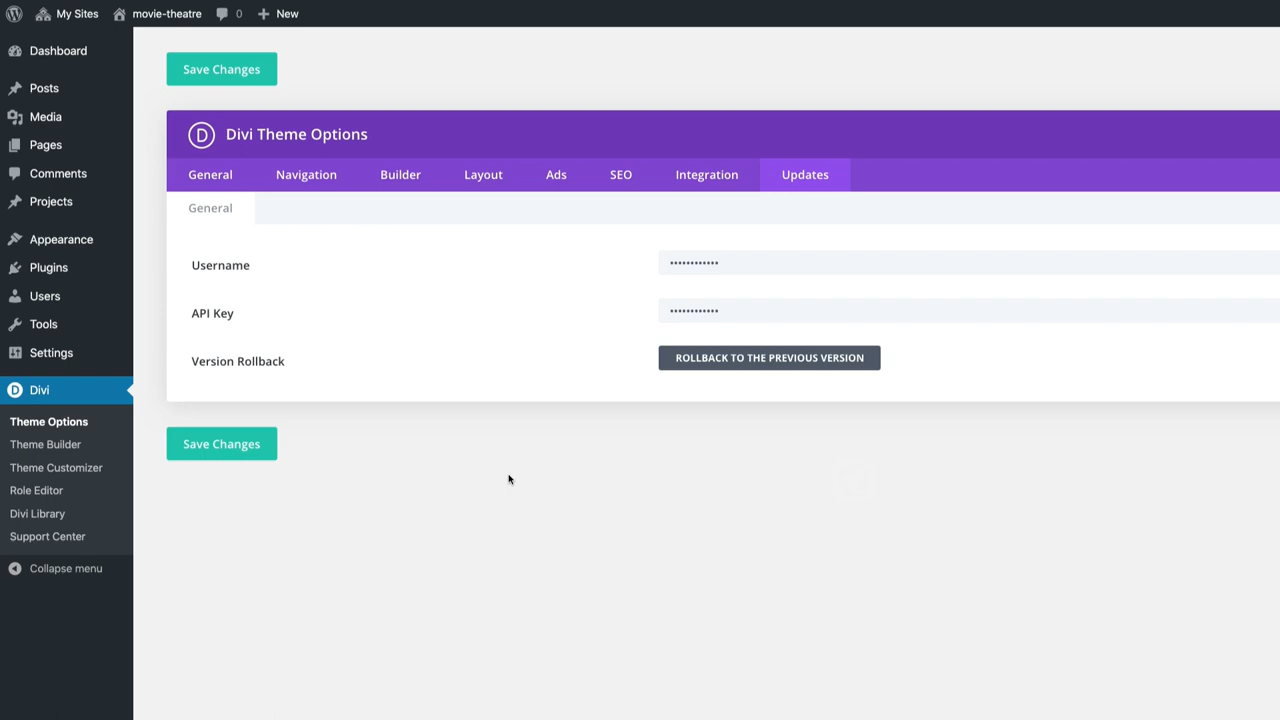 My Sites
movie-theatre
0
New
Dashboard
Posts
Media
Pages
Comments
Projects
Appearance
Plugins
Users
Tools
Settings
Divi
Theme Options
Theme Builder
Theme Customizer
Role Editor
Divi Library
Support Center
Collapse menu
Save Changes
D Divi Theme Options
General Navigation Builder Layout Ads SEO Integration Updates
General
Username ••••••••••••
API Key ••••••••••••
Version Rollback ROLLBACK TO THE PREVIOUS VERSION
Save Changes